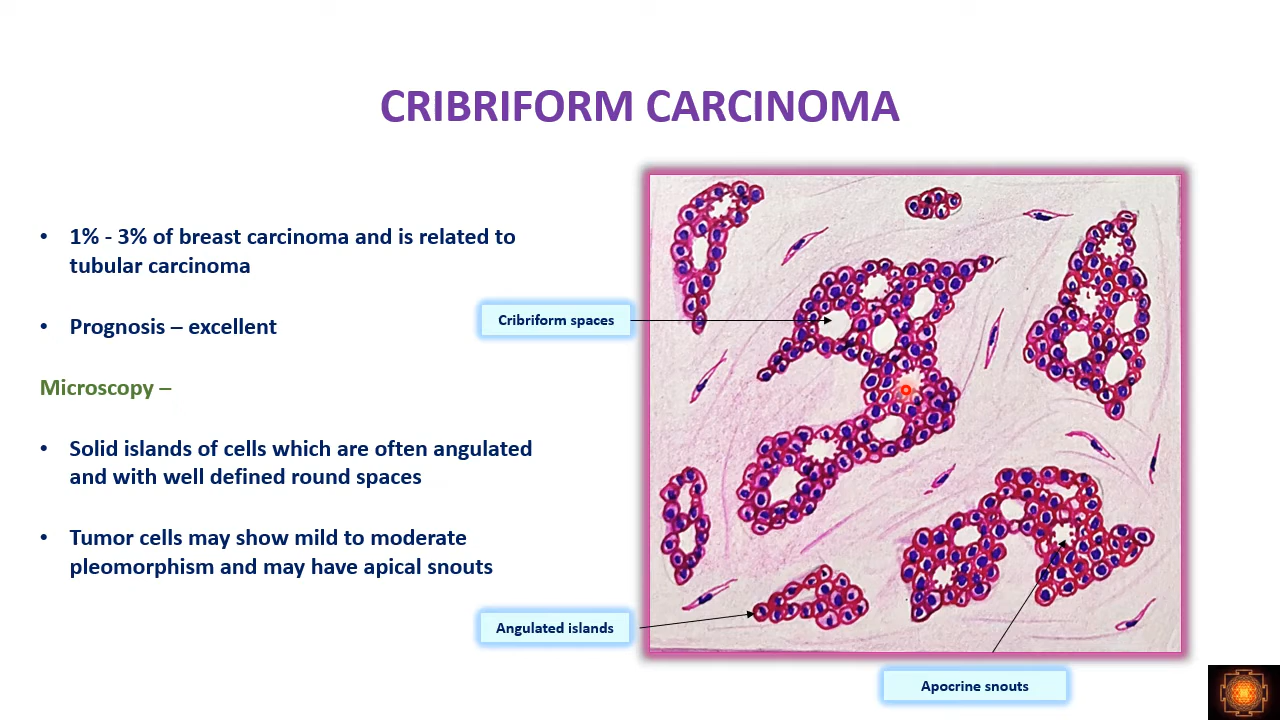 CRIBRIFORM CARCINOMA
• 1% - 3% of breast carcinoma and is related to
tubular carcinoma
• Prognosis – excellent
Microscopy –
• Solid islands of cells which are often angulated
and with well defined round spaces
• Tumor cells may show mild to moderate
pleomorphism and may have apical snouts
Cribriform spaces
Angulated islands
Apocrine snouts